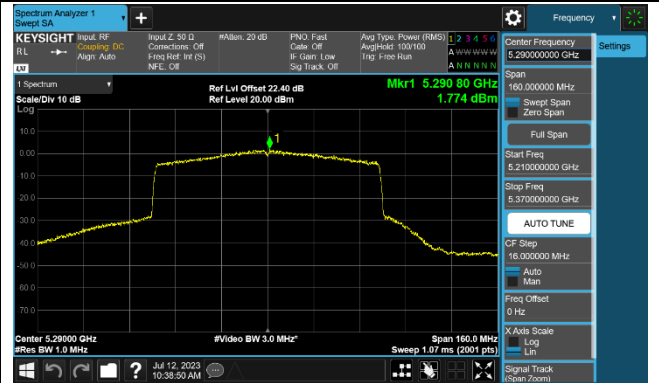 Spectrum Analyzer 1
Swept SA
+
Frequency
KEYSIGHT
RL
LXI
Input: RF
Coupling: DC
Align: Auto
Input Z: 50 Ω
Corrections: Off
Freq Ref: Int (S)
NFE: Off
#Atten: 20 dB
PNO: Fast
Gate: Off
IF Gain: Low
Sig Track: Off
Avg Type: Power (RMS)
Avg|Hold: 100/100
Trig: Free Run
1 2 3 4 5 6
A W W W W W
A N N N N N
1 Spectrum
Scale/Div 10 dB
Log
Ref Lvl Offset 22.40 dB
Ref Level 20.00 dBm
Mkr1 5.290 80 GHz
1.774 dBm
1
10.0
0.00
-10.0
-20.0
-30.0
-40.0
-50.0
-60.0
-70.0
Center 5.29000 GHz
#Res BW 1.0 MHz
#Video BW 3.0 MHz*
Span 160.0 MHz
Sweep 1.07 ms (2001 pts)
Jul 12, 2023
10:38:50 AM
?
Center Frequency
5.290000000 GHz
Settings
Span
160.000000 MHz
Swept Span
Zero Span
Full Span
Start Freq
5.210000000 GHz
Stop Freq
5.370000000 GHz
AUTO TUNE
CF Step
16.000000 MHz
Auto
Man
Freq Offset
0 Hz
X Axis Scale
Log
Lin
Signal Track
(Span Zoom)